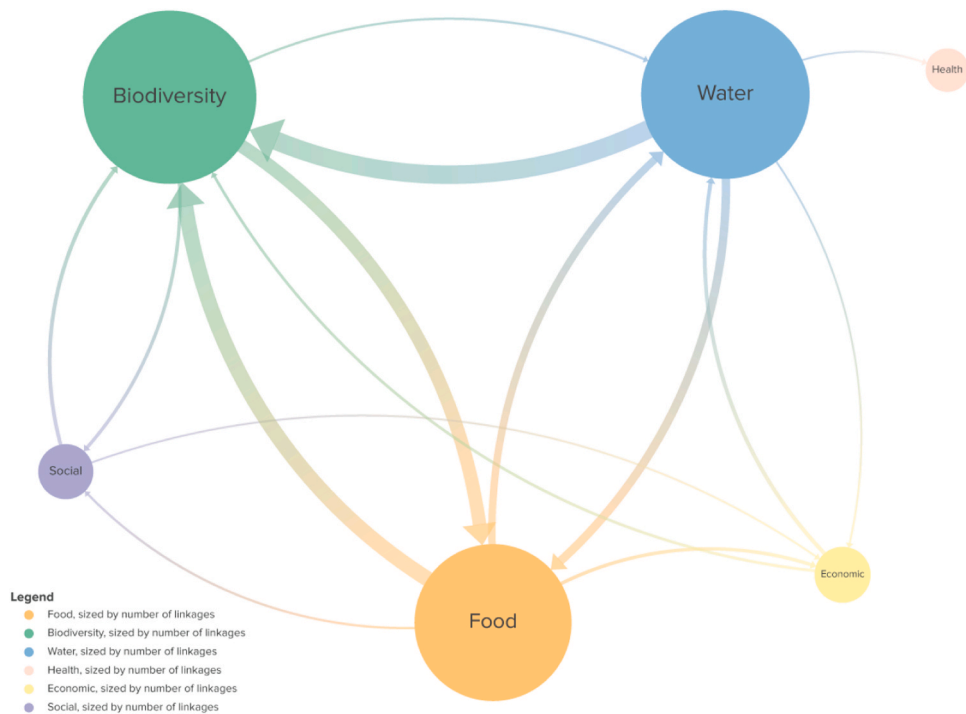 Biodiversity
Water
Health
Social
Economic
Food
Legend
Food, sized by number of linkages
Biodiversity, sized by number of linkages
Water, sized by number of linkages
Health, sized by number of linkages
Economic, sized by number of linkages
Social, sized by number of linkages